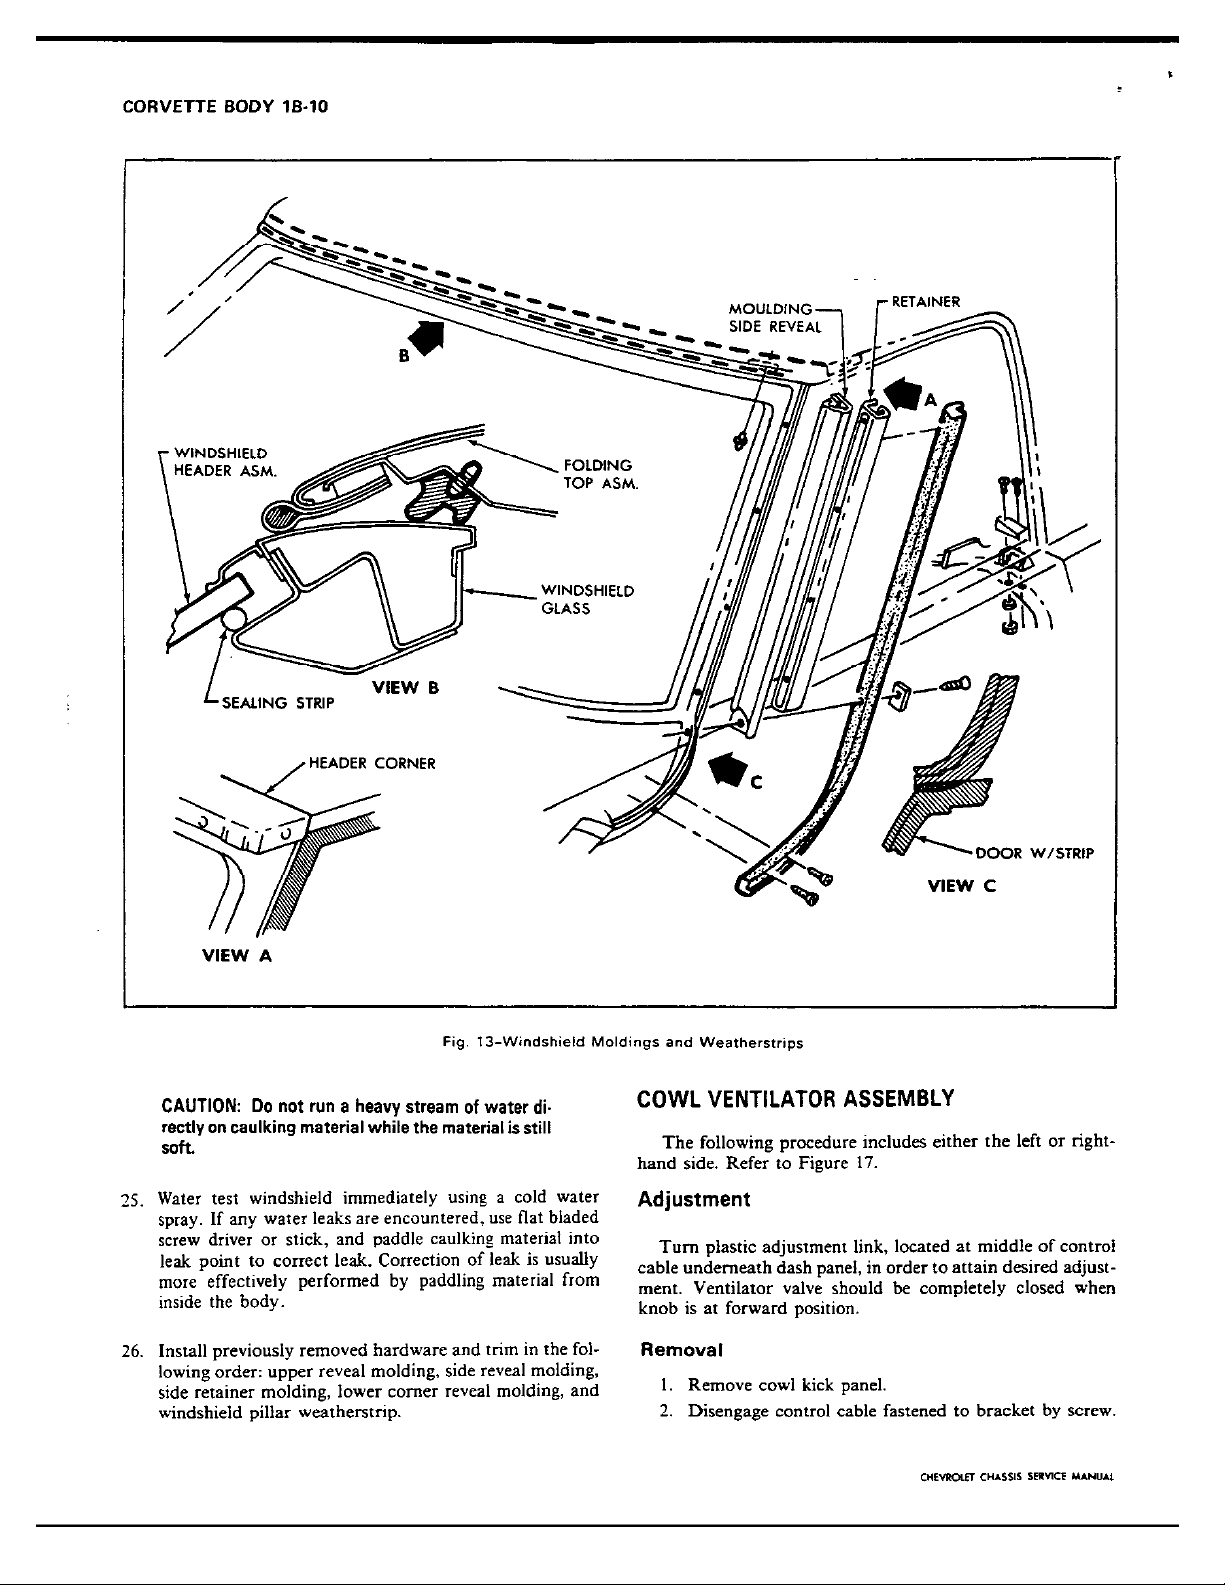 CORVETTE BODY 1B-10
MOULDING
SIDE REVEAL
RETAINER
B
A
WINDSHIELD
HEADER ASM.
FOLDING
TOP ASM.
WINDSHIELD
GLASS
VIEW B
SEALING STRIP
HEADER CORNER
C
DOOR W/STRIP
VIEW C
VIEW A
Fig. 13-Windshield Moldings and Weatherstrips
CAUTION: Do not run a heavy stream of water di-
rectly on caulking material while the material is still
soft.
25. Water test windshield immediately using a cold water
spray. If any water leaks are encountered, use flat bladed
screw driver or stick, and paddle caulking material into
leak point to correct leak. Correction of leak is usually
more effectively performed by paddling material from
inside the body.
26. Install previously removed hardware and trim in the fol-
lowing order: upper reveal molding, side reveal molding,
side retainer molding, lower corner reveal molding, and
windshield pillar weatherstrip.
COWL VENTILATOR ASSEMBLY
The following procedure includes either the left or right-
hand side. Refer to Figure 17.
Adjustment
Turn plastic adjustment link, located at middle of control
cable underneath dash panel, in order to attain desired adjust-
ment. Ventilator valve should be completely closed when
knob is at forward position.
Removal
1. Remove cowl kick panel.
2. Disengage control cable fastened to bracket by screw.
CHEVROLET CHASSIS SERVICE MANUAL